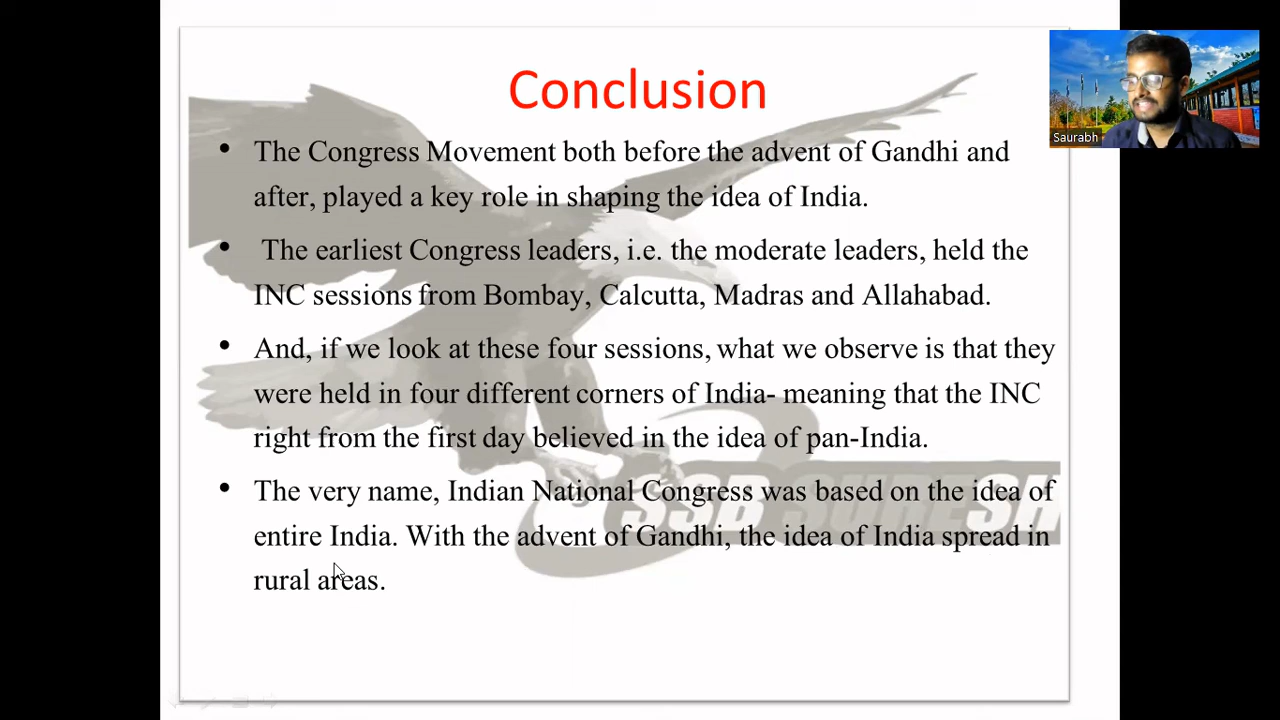 Conclusion
Saurabh
• The Congress Movement both before the advent of Gandhi and
after, played a key role in shaping the idea of India.
• The earliest Congress leaders, i.e. the moderate leaders, held the
INC sessions from Bombay, Calcutta, Madras and Allahabad.
• And, if we look at these four sessions, what we observe is that they
were held in four different corners of India- meaning that the INC
right from the first day believed in the idea of pan-India.
• The very name, Indian National Congress was based on the idea of
entire India. With the advent of Gandhi, the idea of India spread in
rural areas.
SSB SURESH